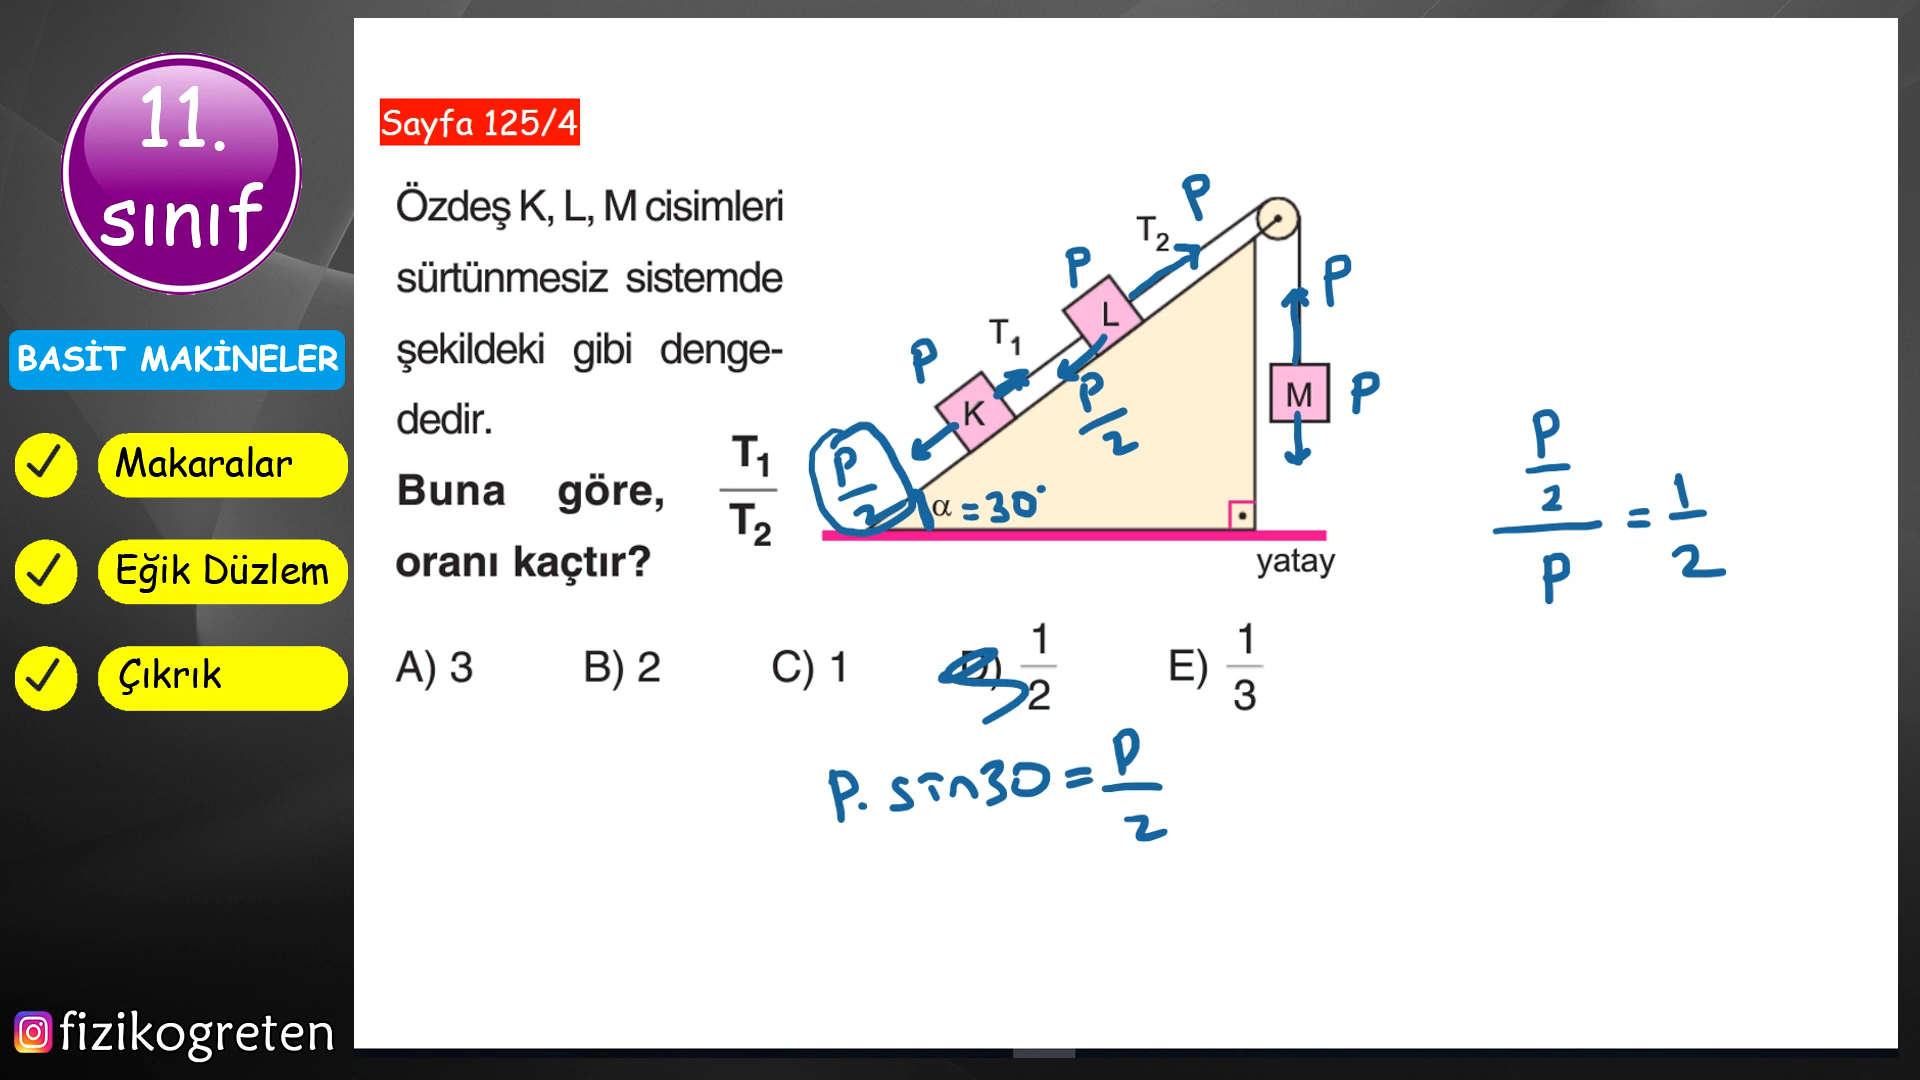 11.
sınıf
BASİT MAKİNELER
Makaralar
Eğik Düzlem
Çıkrık
fizikogreten
Sayfa 125/4
Özdeş K, L, M cisimleri
sürtünmesiz sistemde
şekildeki gibi denge-
dedir.
Buna göre, T₁/T₂
oranı kaçtır?
P
T₂
P
P
L
T₁
P
P
K
M
P
P/2
P/2
α = 30°
yatay
A) 3 B) 2 C) 1 D) 1/2 E) 1/3
P. sin30 = P/2
P/2 / P = 1/2